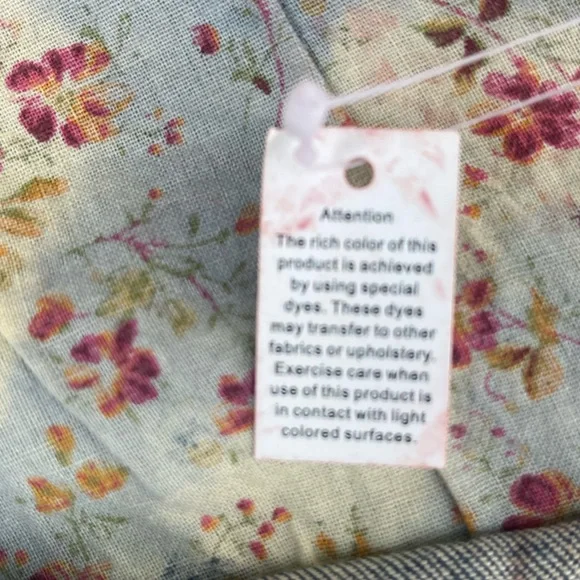 Attention
The rich color of this
product is achieved
by using special
dyes. These dyes
may transfer to other
fabrics or upholstery.
Exercise care when
use of this product is
in contact with light
colored surfaces.